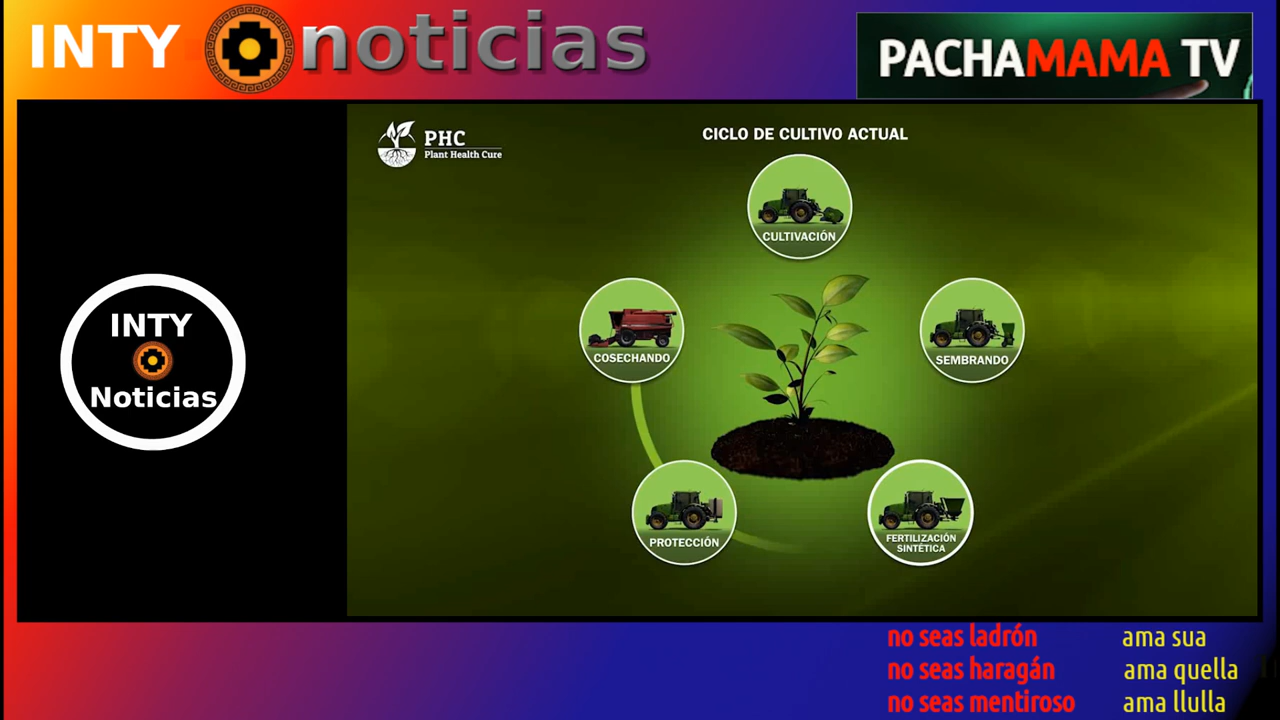 INTY noticias
PACHAMAMA TV
PHC
Plant Health Cure
CICLO DE CULTIVO ACTUAL
CULTIVACIÓN
COSECHANDO
SEMBRANDO
PROTECCIÓN
FERTILIZACIÓN
SINTÉTICA
INTY
Noticias
no seas ladrón ama sua
no seas haragán ama quella
no seas mentiroso ama llulla